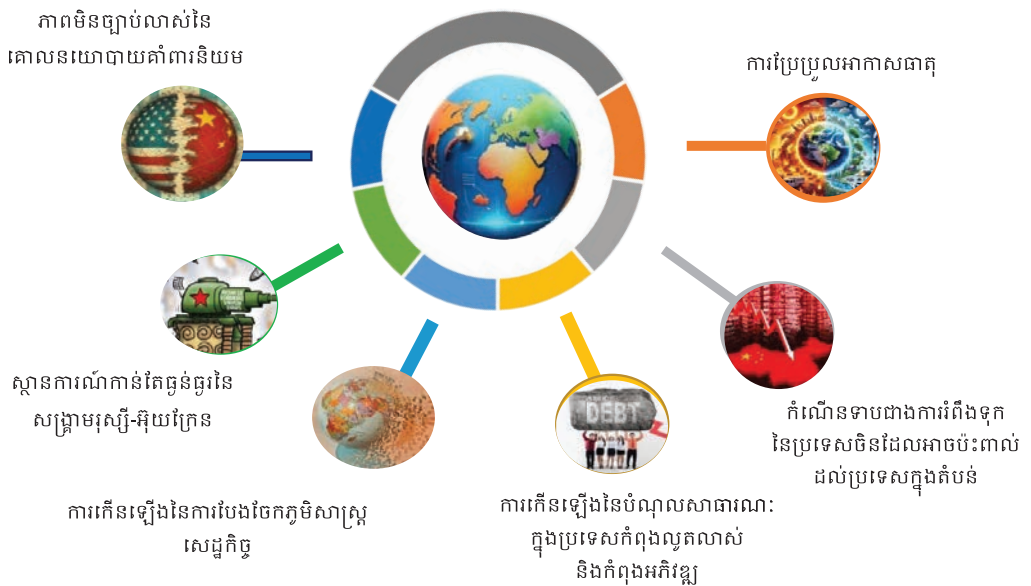 ភាពមិនច្បាប់លាស់នៃ
គោលនយោបាយគាំពារនិយម
ការប្រែប្រួលអាកាសធាតុ
ស្ថានការណ៍កាន់តែធ្ងន់ធ្ងរនៃ
សង្គ្រាមរុស្ស៊ី-អ៊ុយក្រែន
ការកើនឡើងនៃការបែងចែកភូមិសាស្ត្រ
សេដ្ឋកិច្ច
DEBT
ការកើនឡើងនៃបំណុលសាធារណៈ
ក្នុងប្រទេសកំពុងលូតលាស់
និងកំពុងអភិវឌ្ឍ
កំណើនទាបជាងការរំពឹងទុក
នៃប្រទេសចិនដែលអាចប៉ះពាល់
ដល់ប្រទេសក្នុងតំបន់